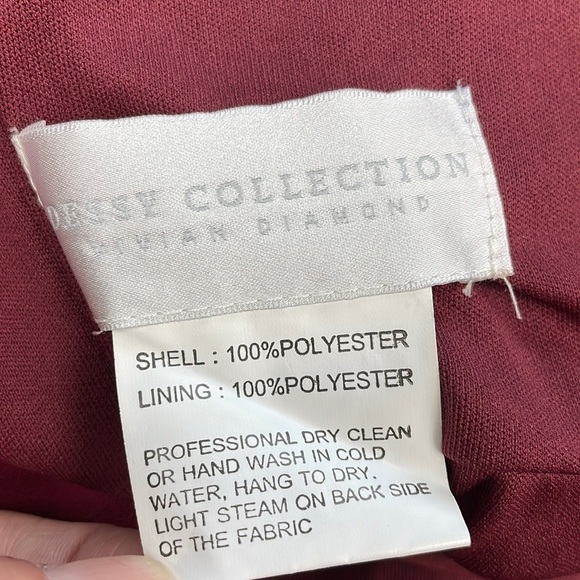 DESSY COLLECTION
VIVIAN DIAMOND
SHELL : 100%POLYESTER
LINING : 100%POLYESTER
PROFESSIONAL DRY CLEAN
OR HAND WASH IN COLD
WATER, HANG TO DRY.
LIGHT STEAM ON BACK SIDE
OF THE FABRIC